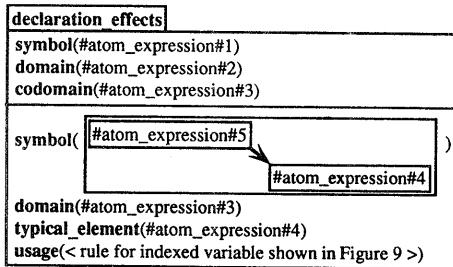 declaration_effects
symbol(#atom_expression#1)
domain(#atom_expression#2)
codomain(#atom_expression#3)
symbol( #atom_expression#5 )
#atom_expression#4
domain(#atom_expression#3)
typical_element(#atom_expression#4)
usage(< rule for indexed variable shown in Figure 9 >)